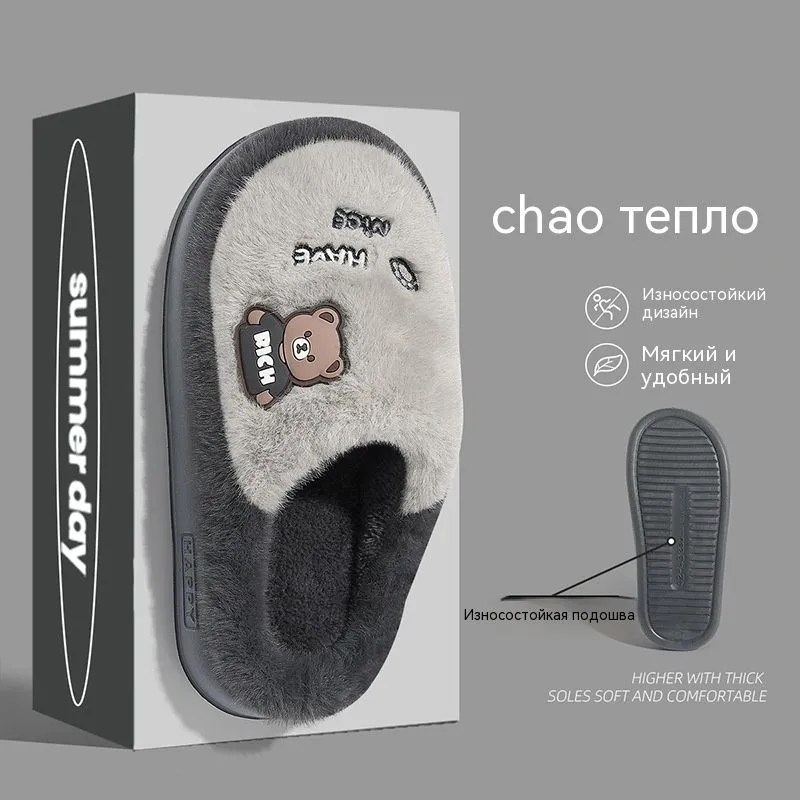 summer day
MICE
HAVE
RICH
HAPPY
chao тепло
Износостойкий
дизайн
Мягкий и
удобный
Износостойкая подошва
HIGHER WITH THICK
SOLES SOFT AND COMFORTABLE